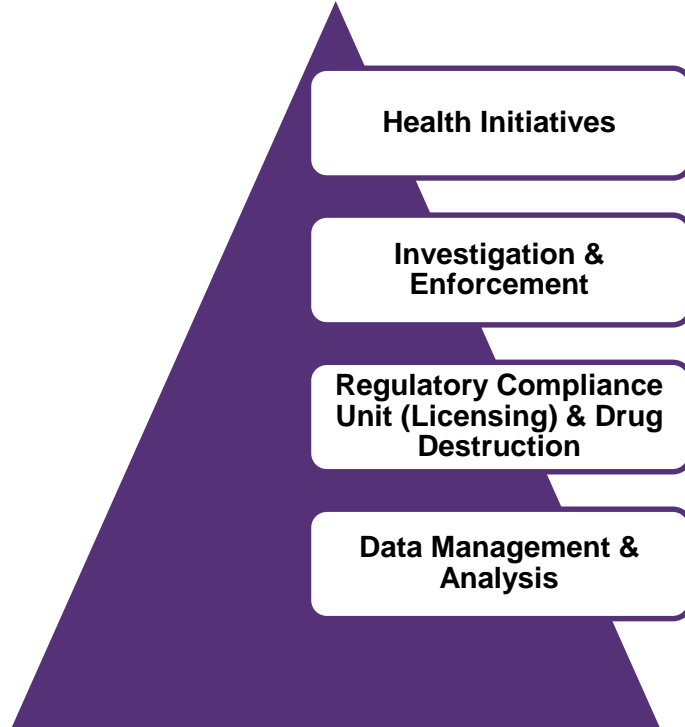 Health Initiatives
Investigation &
Enforcement
Regulatory Compliance
Unit (Licensing) & Drug
Destruction
Data Management &
Analysis